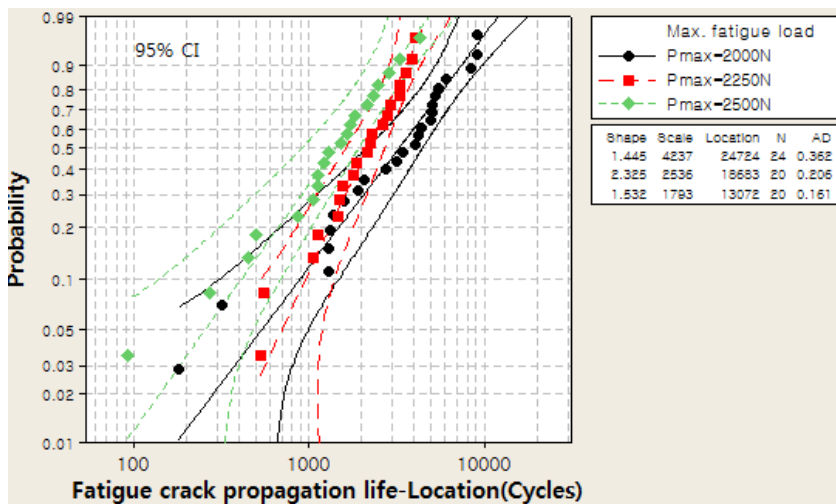 95% CI
Probability
0.99
0.9
0.8
0.7
0.6
0.5
0.4
0.3
0.2
0.1
0.05
0.03
0.02
0.01
100
1000
10000
Fatigue crack propagation life-Location(Cycles)
Max. fatigue load
Pmax-2000N
Pmax-2250N
Pmax-2500N
Shape Scale Location N AD
1.445 4237 24724 24 0.362
2.325 2536 18683 20 0.206
1.532 1793 13072 20 0.161